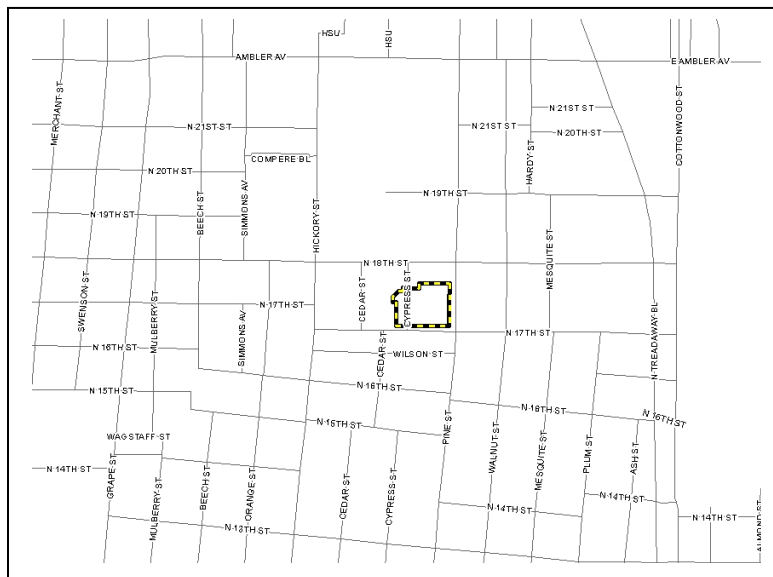 HSU
HSU
AMBLER AV
E AMBLER AV
MERCHANT ST
COTTONWOOD ST
N 21ST ST
N 21ST ST
N 21ST ST
N 20TH ST
COMPERE BL
N 20TH ST
HARDY ST
BEECH ST
SIMMONS AV
HICKORY ST
N 19TH ST
N 19TH ST
MESQUITE ST
N 18TH ST
SWENSON ST
MULBERRY ST
CEDAR ST
CYPRESS ST
N 17TH ST
N 17TH ST
SIMMONS AV
N TREADAWAY BL
N 16TH ST
WILSON ST
CEDAR ST
N 15TH ST
N 16TH ST
N 16TH ST
N 16TH ST
N 15TH ST
PINE ST
WAGSTAFF ST
WALNUT ST
MESQUITE ST
PLUM ST
ASH ST
N 14TH ST
GRAPE ST
MULBERRY ST
BEECH ST
ORANGE ST
CEDAR ST
CYPRESS ST
N 14TH ST
N 14TH ST
N 14TH ST
N 13TH ST
ALMOND ST